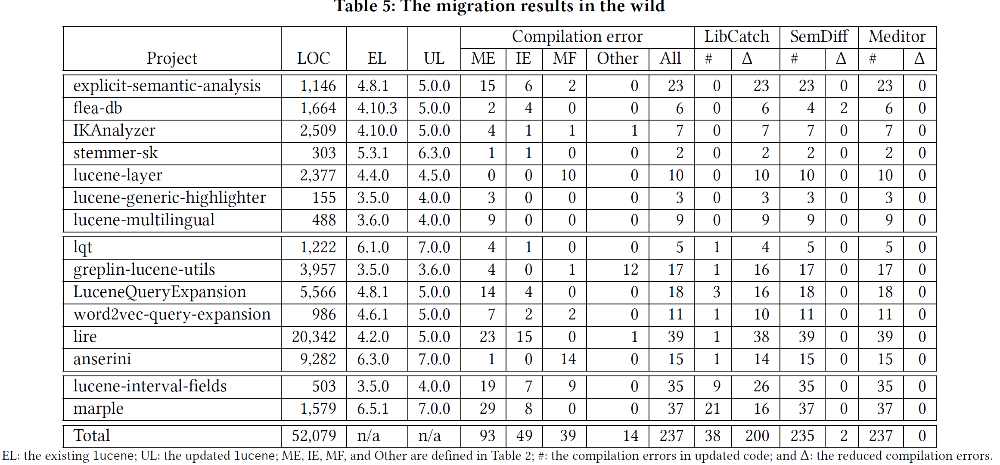 Table 5: The migration results in the wild
Project LOC EL UL Compilation error LibCatch SemDiff Meditor
ME IE MF Other All # Δ # Δ # Δ
explicit-semantic-analysis 1,146 4.8.1 5.0.0 15 6 2 0 23 0 23 23 0 23 0
flea-db 1,664 4.10.3 5.0.0 2 4 0 0 6 0 6 4 2 6 0
IKAnalyzer 2,509 4.10.0 5.0.0 4 1 1 1 7 0 7 7 0 7 0
stemmer-sk 303 5.3.1 6.3.0 1 1 0 0 2 0 2 2 0 2 0
lucene-layer 2,377 4.4.0 4.5.0 0 0 10 0 10 0 10 10 0 10 0
lucene-generic-highlighter 155 3.5.0 4.0.0 3 0 0 0 3 0 3 3 0 3 0
lucene-multilingual 488 3.6.0 4.0.0 9 0 0 0 9 0 9 9 0 9 0
lqt 1,222 6.1.0 7.0.0 4 1 0 0 5 1 4 5 0 5 0
greplin-lucene-utils 3,957 3.5.0 3.6.0 4 0 1 12 17 1 16 17 0 17 0
LuceneQueryExpansion 5,566 4.8.1 5.0.0 14 4 0 0 18 3 16 18 0 18 0
word2vec-query-expansion 986 4.6.1 5.0.0 7 2 2 0 11 1 10 11 0 11 0
lire 20,342 4.2.0 5.0.0 23 15 0 1 39 1 38 39 0 39 0
anserini 9,282 6.3.0 7.0.0 1 0 14 0 15 1 14 15 0 15 0
lucene-interval-fields 503 3.5.0 4.0.0 19 7 9 0 35 9 26 35 0 35 0
marple 1,579 6.5.1 7.0.0 29 8 0 0 37 21 16 37 0 37 0
Total 52,079 n/a n/a 93 49 39 14 237 38 200 235 2 237 0
EL: the existing lucene; UL: the updated lucene; ME, IE, MF, and Other are defined in Table 2; #: the compilation errors in updated code; and Δ: the reduced compilation errors.